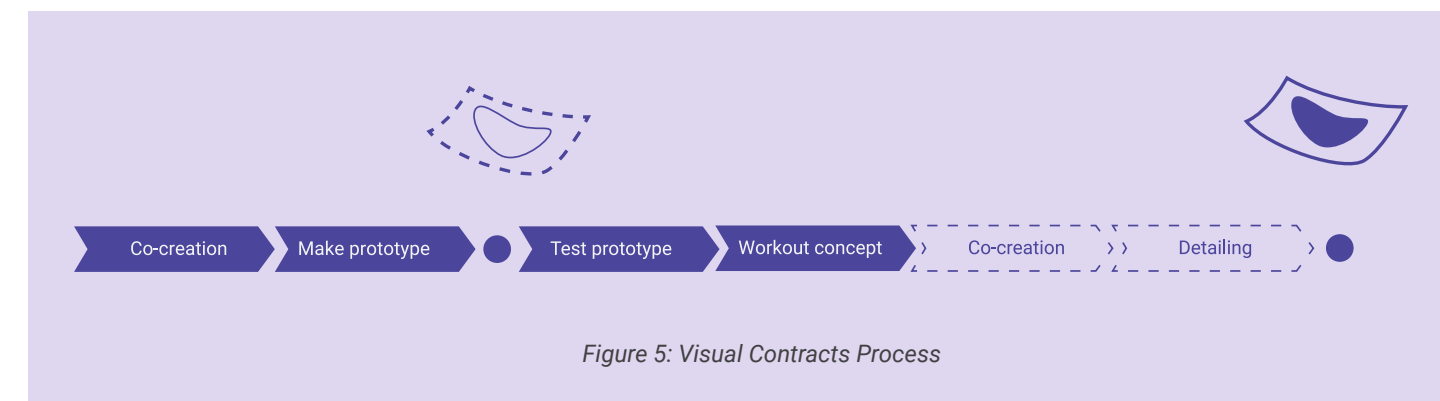 Co-creation
Make prototype
Test prototype
Workout concept
Co-creation
Detailing
Figure 5: Visual Contracts Process